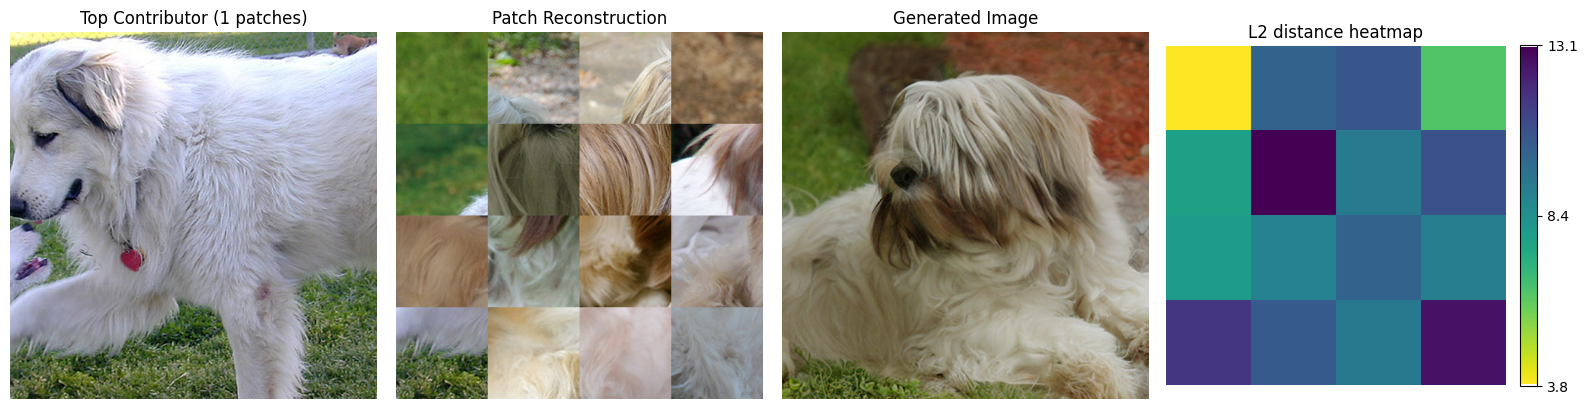 Top Contributor (1 patches)
Patch Reconstruction
Generated Image
L2 distance heatmap
13.1
8.4
3.8